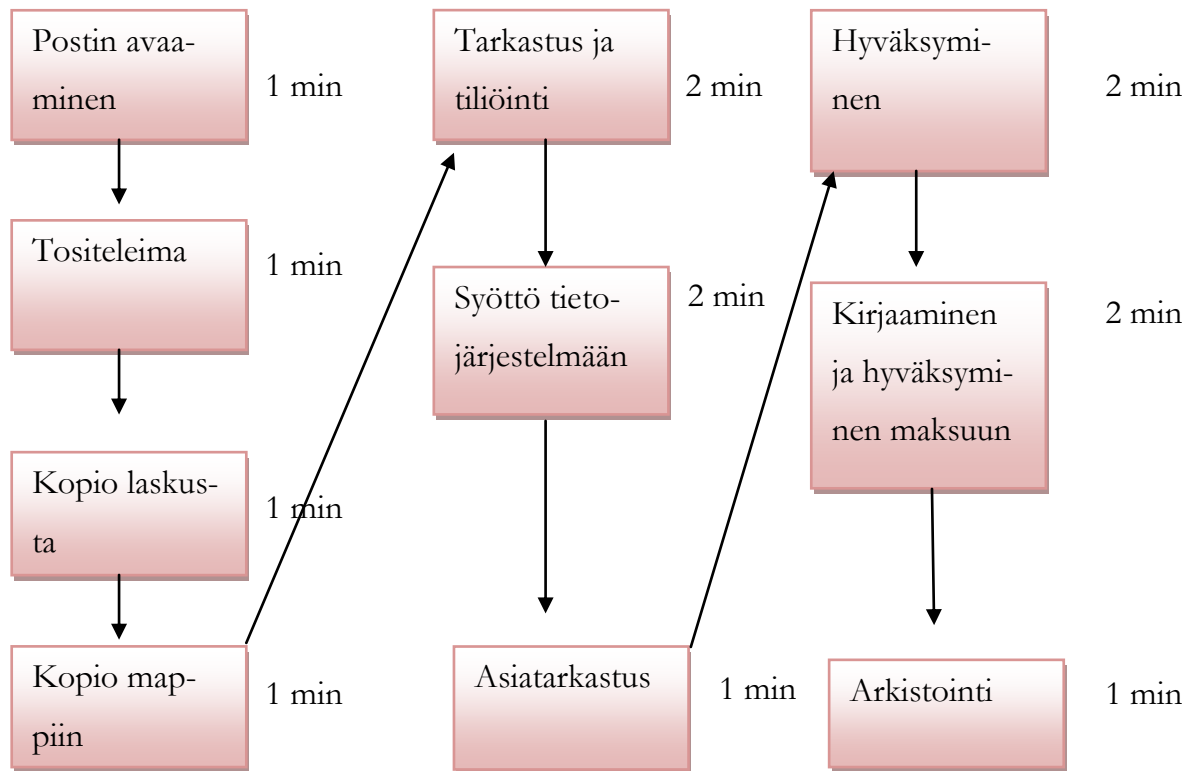 Postin avaa-
minen
1 min
Tositeleima
1 min
Kopio laskus-
ta
1 min
Kopio map-
piin
1 min
Tarkastus ja
tiliöinti
2 min
Syöttö tieto-
järjestelmään
2 min
Asiatarkastus
1 min
Hyväksymi-
nen
2 min
Kirjaaminen
ja hyväksymi-
nen maksuun
2 min
Arkistointi
1 min